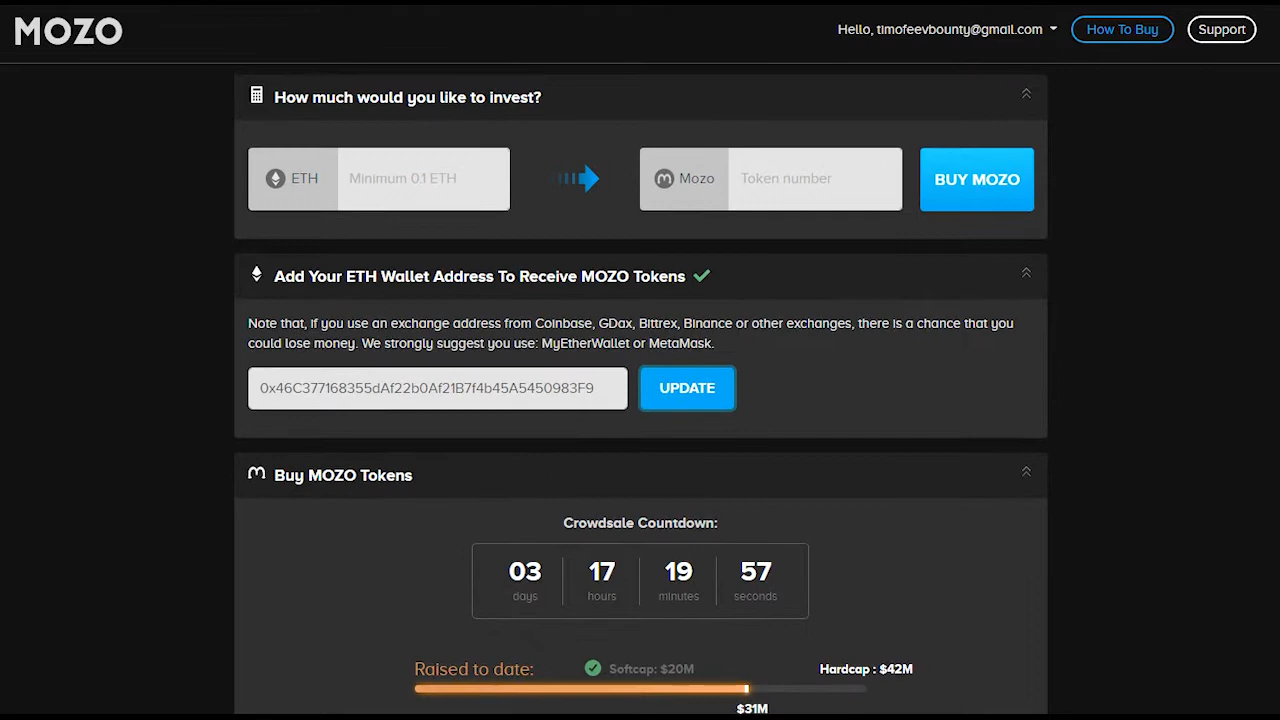 MOZO
Hello, timofeevbounty@gmail.com
How To Buy
Support
How much would you like to invest?
ETH
Minimum 0.1 ETH
Mozo
Token number
BUY MOZO
Add Your ETH Wallet Address To Receive MOZO Tokens
Note that, if you use an exchange address from Coinbase, GDax, Bittrex, Binance or other exchanges, there is a chance that you
could lose money. We strongly suggest you use: MyEtherWallet or MetaMask.
0x46C377168355dAf22b0Af21B7f4b45A5450983F9
UPDATE
Buy MOZO Tokens
Crowdsale Countdown:
03 17 19 57
days hours minutes seconds
Raised to date:
Softcap: $20M
Hardcap : $42M
$31M